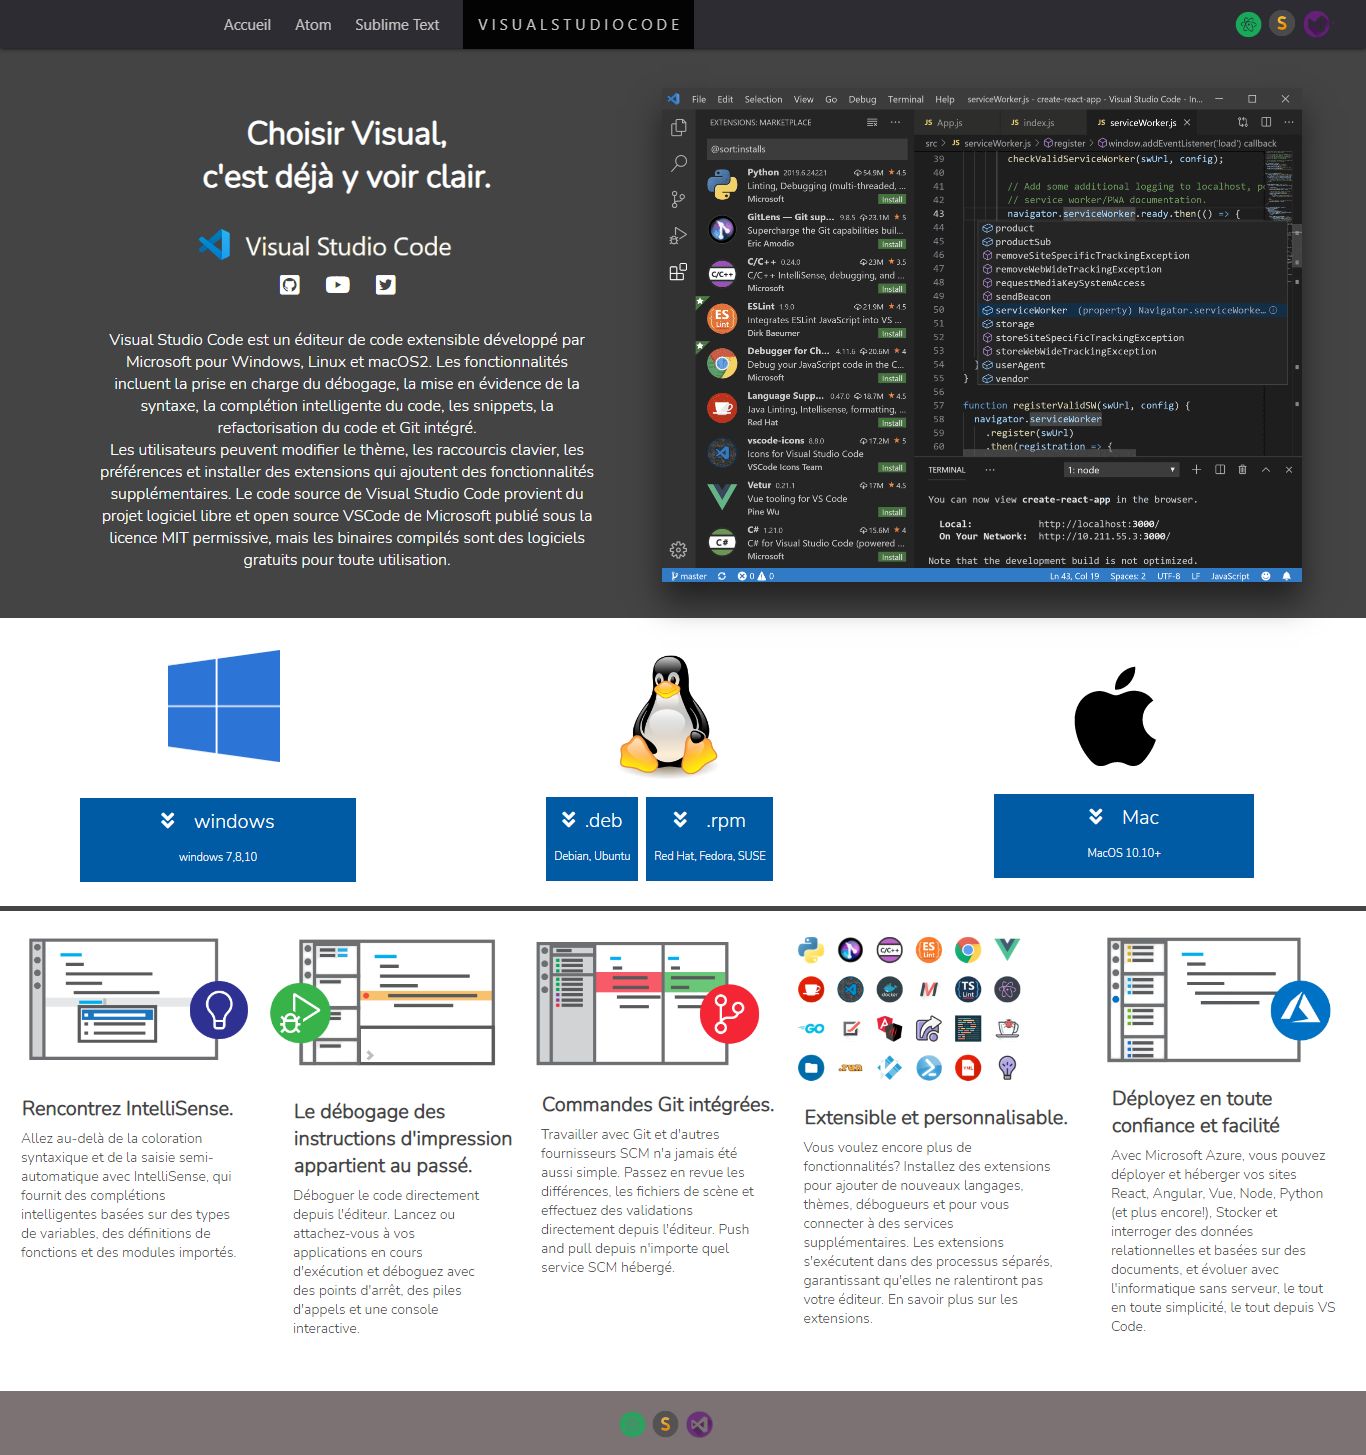 Accueil Atom Sublime Text VISUALSTUDIOCODE
S
Choisir Visual,
c'est déjà y voir clair.
Visual Studio Code
Visual Studio Code est un éditeur de code extensible développé par
Microsoft pour Windows, Linux et macOS2. Les fonctionnalités
incluent la prise en charge du débogage, la mise en évidence de la
syntaxe, la complétion intelligente du code, les snippets, la
refactorisation du code et Git intégré.
Les utilisateurs peuvent modifier le thème, les raccourcis clavier, les
préférences et installer des extensions qui ajoutent des fonctionnalités
supplémentaires. Le code source de Visual Studio Code provient du
projet logiciel libre et open source VSCode de Microsoft publié sous la
licence MIT permissive, mais les binaires compilés sont des logiciels
gratuits pour toute utilisation.
File Edit Selection View Go Debug Terminal Help serviceWorker.js - create-react-app - Visual Studio Code - In...
EXTENSIONS: MARKETPLACE
@sort:installs
Python 2019.6.24221 54.9M 4.5
Linting, Debugging (multi-threaded, ...
Microsoft Install
GitLens — Git sup... 9.8.5 23.1M 5
Supercharge the Git capabilities buil...
Eric Amodio Install
C/C++ 0.24.0 23M 3.5
C/C++ IntelliSense, debugging, and ...
Microsoft Install
ESLint 1.9.0 21.9M 4.5
Integrates ESLint JavaScript into VS ...
Dirk Baeumer Install
Debugger for Ch... 4.11.6 20.6M 4
Debug your JavaScript code in the C...
Microsoft Install
Language Supp... 0.47.0 18.7M 4.5
Java Linting, Intellisense, formatting, ...
Red Hat Install
vscode-icons 8.8.0 17.2M 5
Icons for Visual Studio Code
VSCode Icons Team Install
Vetur 0.21.1 17M 4.5
Vue tooling for VS Code
Pine Wu Install
C# 1.21.0 15.6M 4
C# for Visual Studio Code (powered ...
Microsoft Install
JS App.js JS index.js JS serviceWorker.js
src > JS serviceWorker.js > register > window.addEventListener('load') callback
39 checkValidServiceWorker(swUrl, config);
40
41 // Add some additional logging to localhost, p
42 // service worker/PWA documentation.
43 navigator.serviceWorker.ready.then(() => {
44 product
45 productSub
46 removeSiteSpecificTrackingException
47 removeWebWideTrackingException
48 requestMediaKeySystemAccess
49 sendBeacon
50 serviceWorker (property) Navigator.serviceWorke...
51 storage
52 storeSiteSpecificTrackingException
53 storeWebWideTrackingException
54 } userAgent
55 } vendor
56
57 function registerValidSW(swUrl, config) {
58 navigator.serviceWorker
59 .register(swUrl)
60 .then(registration => {
TERMINAL ... 1: node
You can now view create-react-app in the browser.
Local: http://localhost:3000/
On Your Network: http://10.211.55.3:3000/
Note that the development build is not optimized.
master 0 0 Ln 43, Col 19 Spaces: 2 UTF-8 LF JavaScript
windows
windows 7,8,10
.deb
Debian, Ubuntu
.rpm
Red Hat, Fedora, SUSE
Mac
MacOS 10.10+
Rencontrez IntelliSense.
Allez au-delà de la coloration
syntaxique et de la saisie semi-
automatique avec IntelliSense, qui
fournit des complétions
intelligentes basées sur des types
de variables, des définitions de
fonctions et des modules importés.
Le débogage des
instructions d'impression
appartient au passé.
Déboguer le code directement
depuis l'éditeur. Lancez ou
attachez-vous à vos
applications en cours
d'exécution et déboguez avec
des points d'arrêt, des piles
d'appels et une console
interactive.
Commandes Git intégrées.
Travailler avec Git et d'autres
fournisseurs SCM n'a jamais été
aussi simple. Passez en revue les
différences, les fichiers de scène et
effectuez des validations
directement depuis l'éditeur. Push
and pull depuis n'importe quel
service SCM hébergé.
C/C++ ES Lint
docker TS Lint
GO
.run XML
Extensible et personnalisable.
Vous voulez encore plus de
fonctionnalités? Installez des extensions
pour ajouter de nouveaux langages,
thèmes, débogueurs et pour vous
connecter à des services
supplémentaires. Les extensions
s'exécutent dans des processus séparés,
garantissant qu'elles ne ralentiront pas
votre éditeur. En savoir plus sur les
extensions.
Déployez en toute
confiance et facilité
Avec Microsoft Azure, vous pouvez
déployer et héberger vos sites
React, Angular, Vue, Node, Python
(et plus encore!), Stocker et
interroger des données
relationnelles et basées sur des
documents, et évoluer avec
l'informatique sans serveur, le tout
en toute simplicité, le tout depuis VS
Code.
S